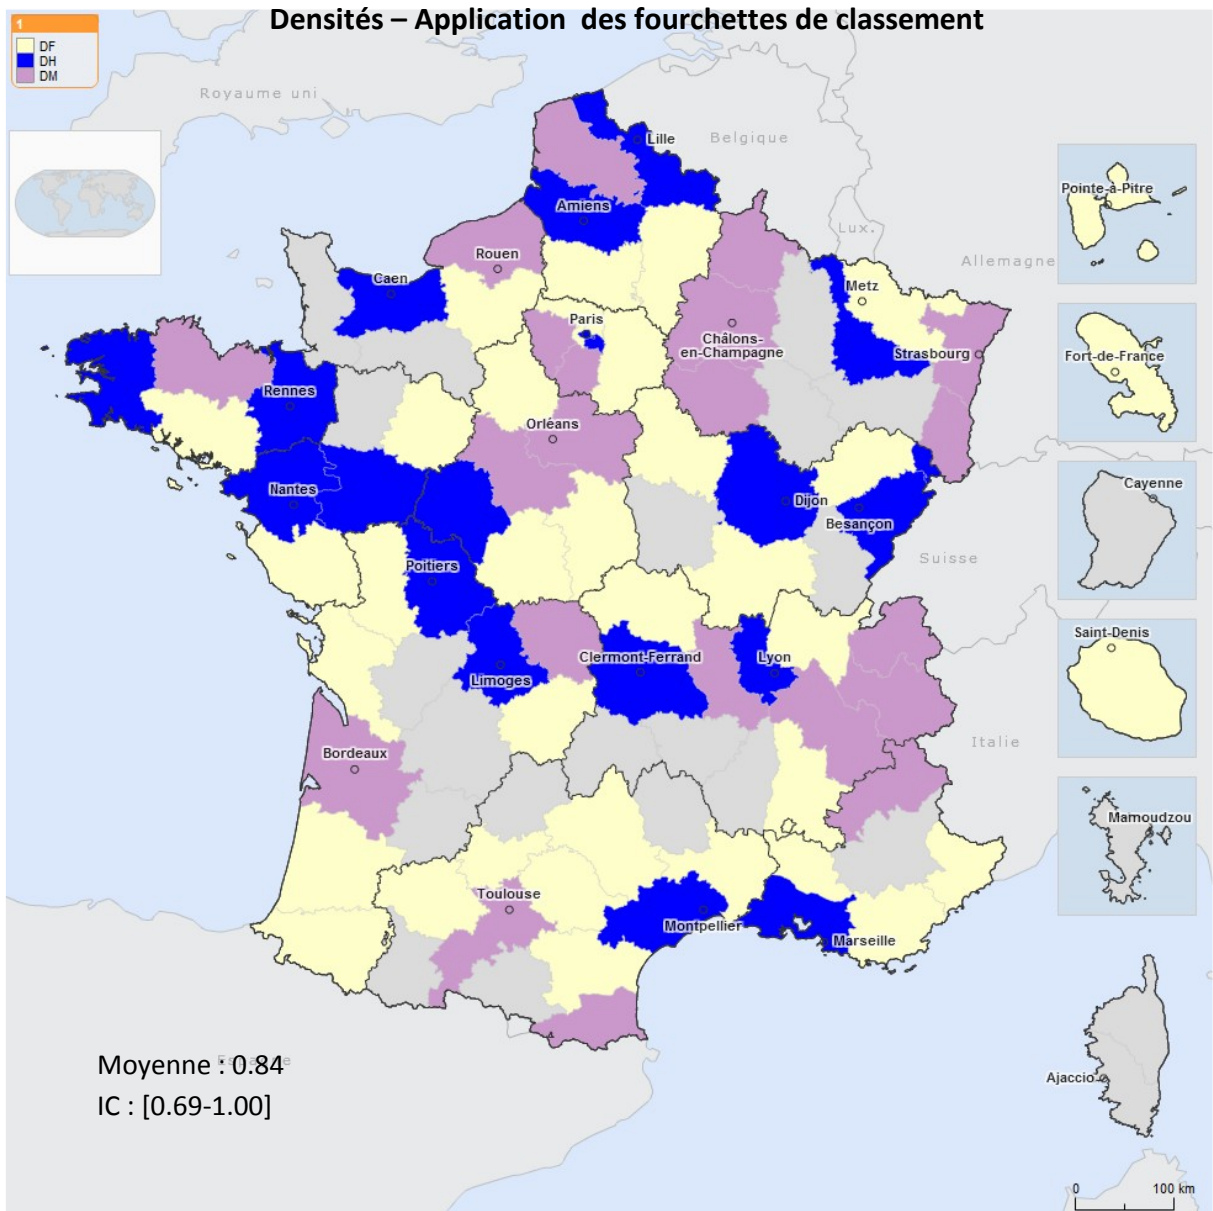 Densités – Application des fourchettes de classement
1
DF
DH
DM
Royaume uni
Belgique
Lille
Amiens
Lux.
Allemagne
Rouen
Caen
Metz
Paris
Châlons-
en-Champagne
Strasbourg
Rennes
Orléans
Nantes
Dijon
Besançon
Suisse
Poitiers
Clermont-Ferrand
Lyon
Limoges
Italie
Bordeaux
Toulouse
Montpellier
Marseille
Espagne
Moyenne : 0.84
IC : [0.69-1.00]
Pointe-à-Pitre
Fort-de-France
Cayenne
Saint-Denis
Mamoudzou
Ajaccio
0 100 km